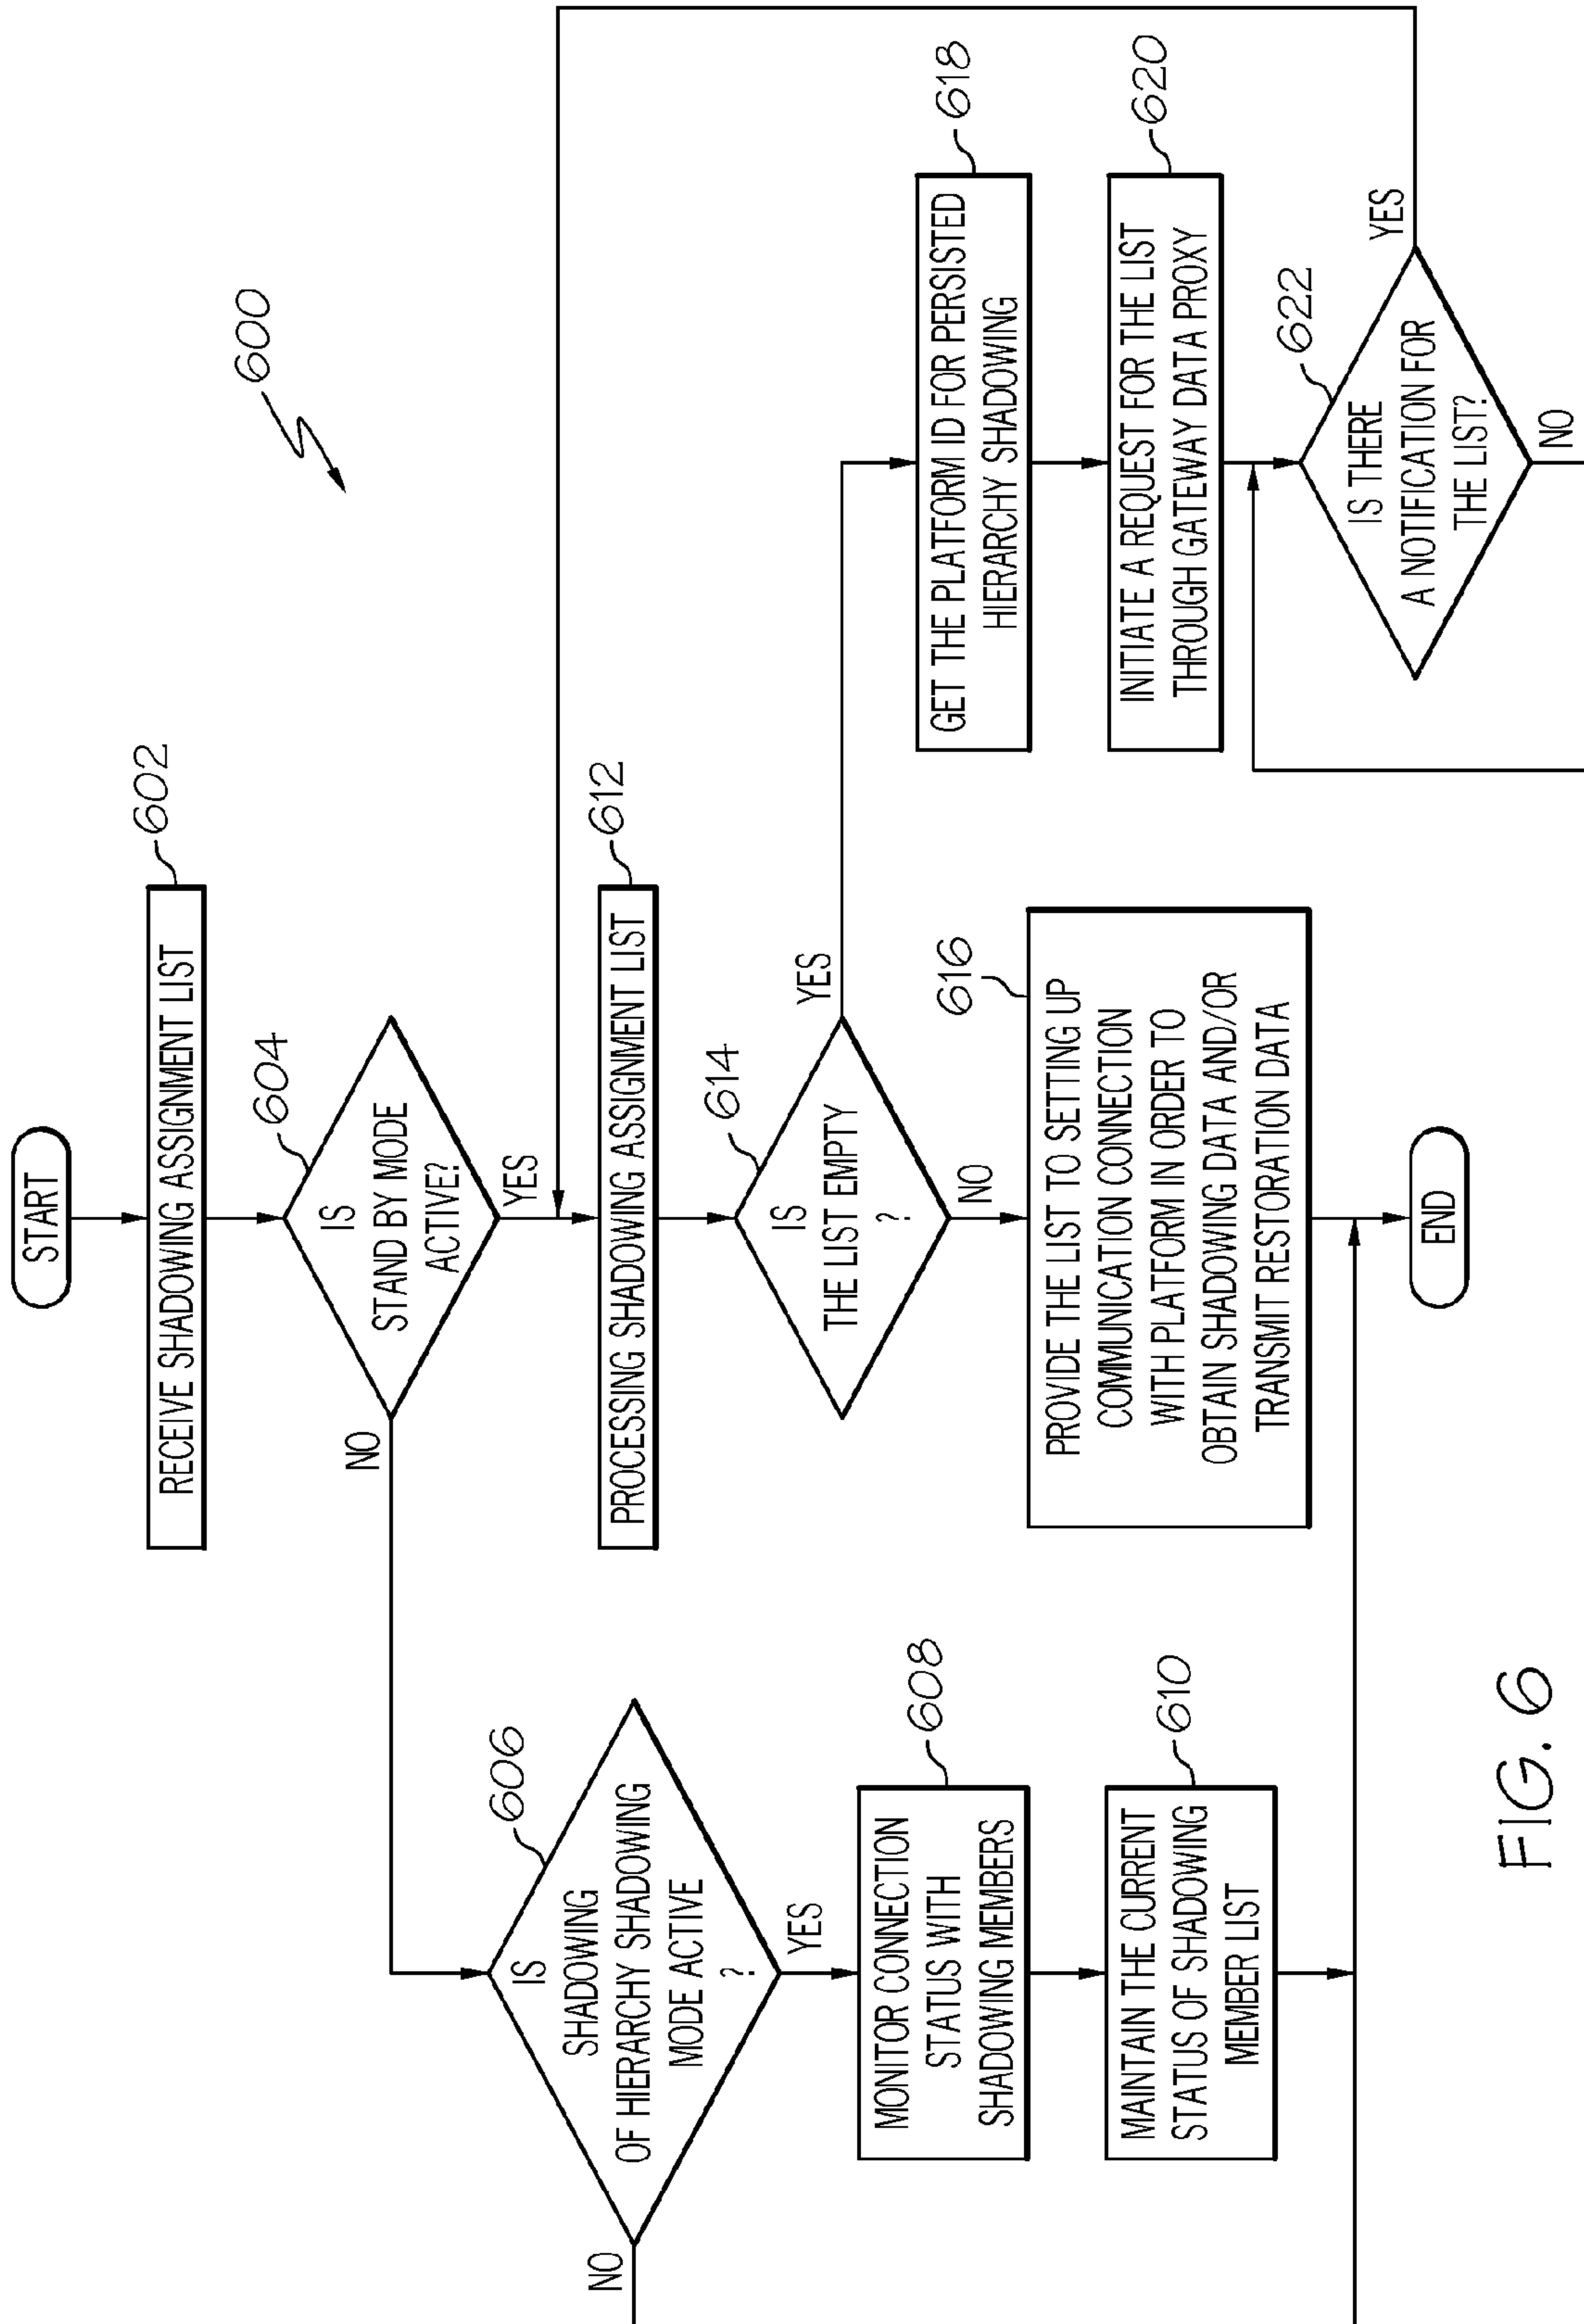 START
RECEIVE SHADOWING ASSIGNMENT LIST
602
600
604
IS
STAND BY MODE
ACTIVE?
NO
YES
606
IS
SHADOWING
OF HIERARCHY SHADOWING
MODE ACTIVE
?
NO
YES
608
MONITOR CONNECTION
STATUS WITH
SHADOWING MEMBERS
610
MAINTAIN THE CURRENT
STATUS OF SHADOWING
MEMBER LIST
612
PROCESSING SHADOWING ASSIGNMENT LIST
614
IS
THE LIST EMPTY
?
YES
NO
616
PROVIDE THE LIST TO SETTING UP
COMMUNICATION CONNECTION
WITH PLATFORM IN ORDER TO
OBTAIN SHADOWING DATA AND/OR
TRANSMIT RESTORATION DATA
618
GET THE PLATFORM ID FOR PERSISTED
HIERARCHY SHADOWING
620
INITIATE A REQUEST FOR THE LIST
THROUGH GATEWAY DATA PROXY
622
IS THERE
A NOTIFICATION FOR
THE LIST?
YES
NO
END
FIG. 6